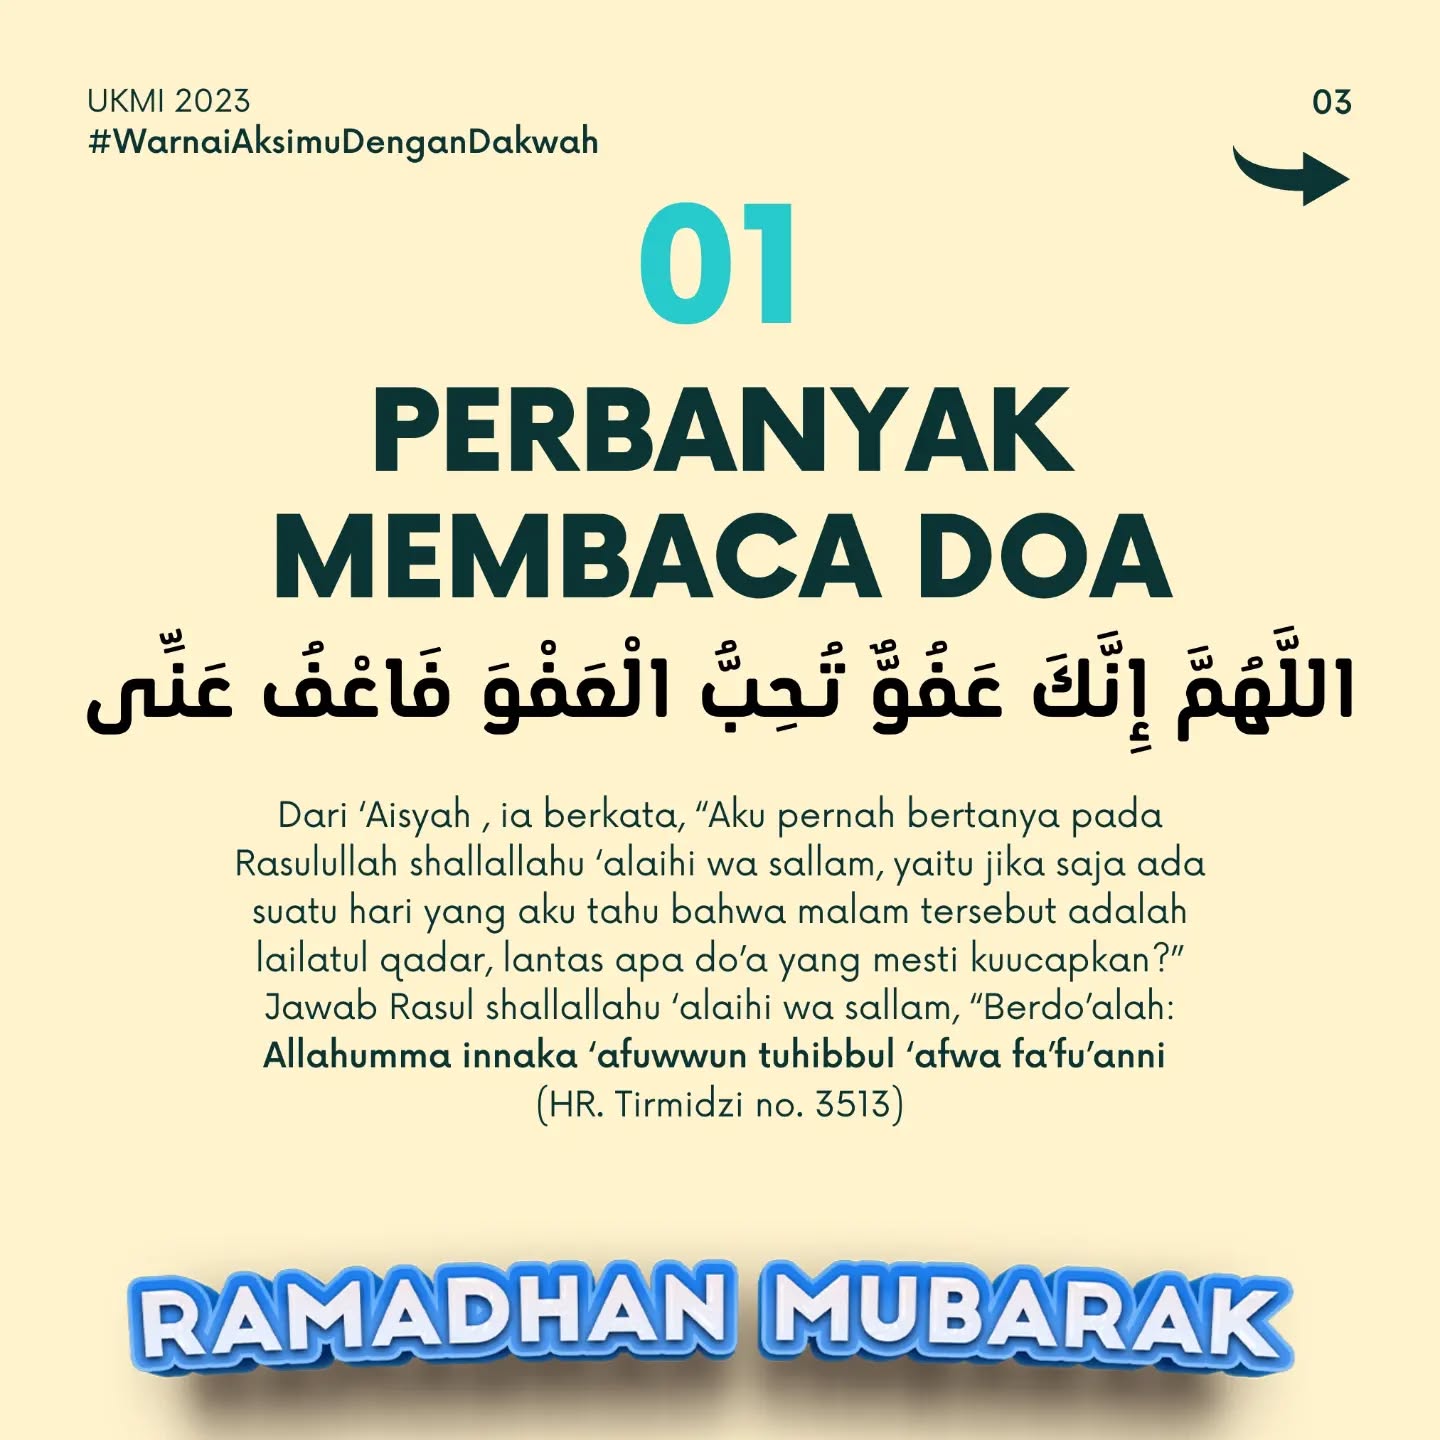 UKMI 2023
#WarnaiAksimuDenganDakwah
03
01
PERBANYAK
MEMBACA DOA
اللَّهُمَّ إِنَّكَ عَفُوٌّ تُحِبُّ الْعَفْوَ فَاعْفُ عَنِّى
Dari ‘Aisyah , ia berkata, “Aku pernah bertanya pada
Rasulullah shallallahu ‘alaihi wa sallam, yaitu jika saja ada
suatu hari yang aku tahu bahwa malam tersebut adalah
lailatul qadar, lantas apa do’a yang mesti kuucapkan?”
Jawab Rasul shallallahu ‘alaihi wa sallam, “Berdo’alah:
Allahumma innaka ‘afuwwun tuhibbul ‘afwa fa’fu’anni
(HR. Tirmidzi no. 3513)
RAMADHAN MUBARAK